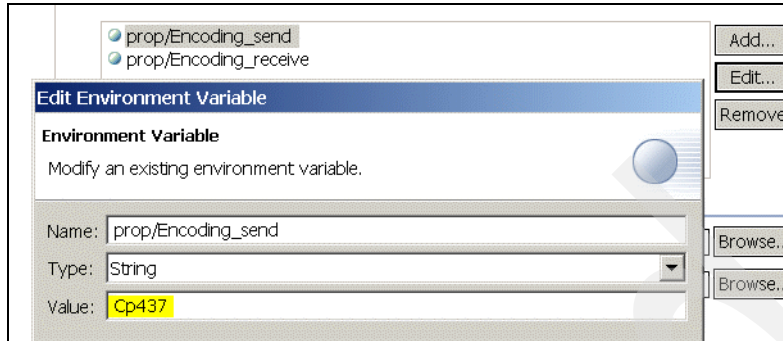 prop/Encoding_send
prop/Encoding_receive
Add...
Edit...
Remove
Edit Environment Variable
Environment Variable
Modify an existing environment variable.
Name: prop/Encoding_send
Type: String
Value: Cp437
Browse..
Browse..